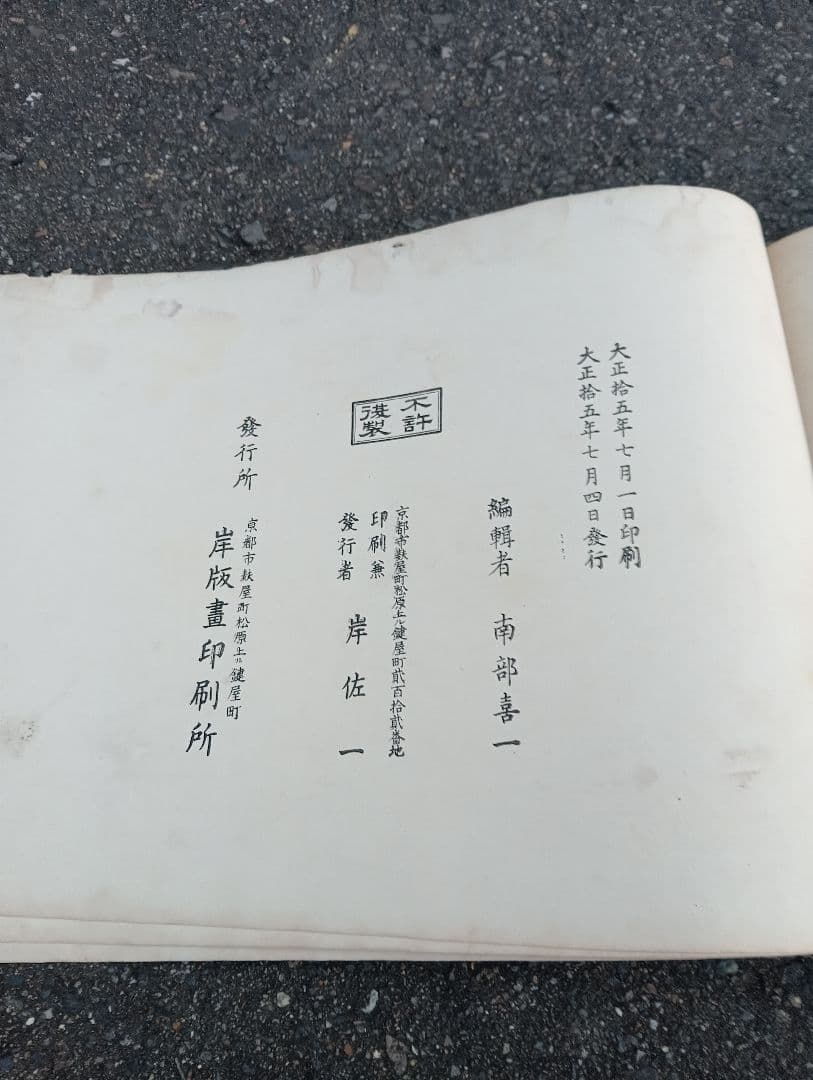 大正拾五年七月一日印刷
大正拾五年七月四日發行
編輯者 南部喜一
京都市麩屋町松原上ル鍵屋町貳百拾貳番地
印刷兼
發行者 岸佐一
不許
復製
京都市麩屋町松原上ル鍵屋町
發行所 岸版畫印刷所